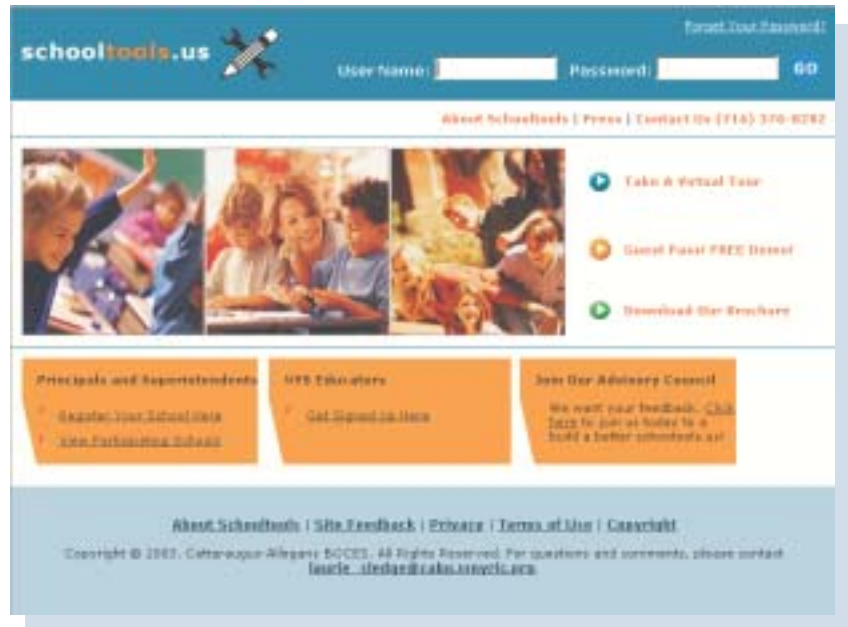 Forget Your Password?
schooltools.us
User Name: Password: GO
About Schooltools | Press | Contact Us (716) 376-8282
Take A Virtual Tour
Guest Pass! FREE Demo!
Download Our Brochure
Principals and Superintendents
Register Your School Here
View Participating Schools
NYS Educators
Get Signed Up Here
Join Our Advisory Council
We want your feedback. Click
here to join us today to a
build a better schooltools.us!
About Schooltools | Site Feedback | Privacy | Terms of Use | Copyright
Copyright © 2003. Cattaraugus-Allegany BOCES. All Rights Reserved. For questions and comments, please contact